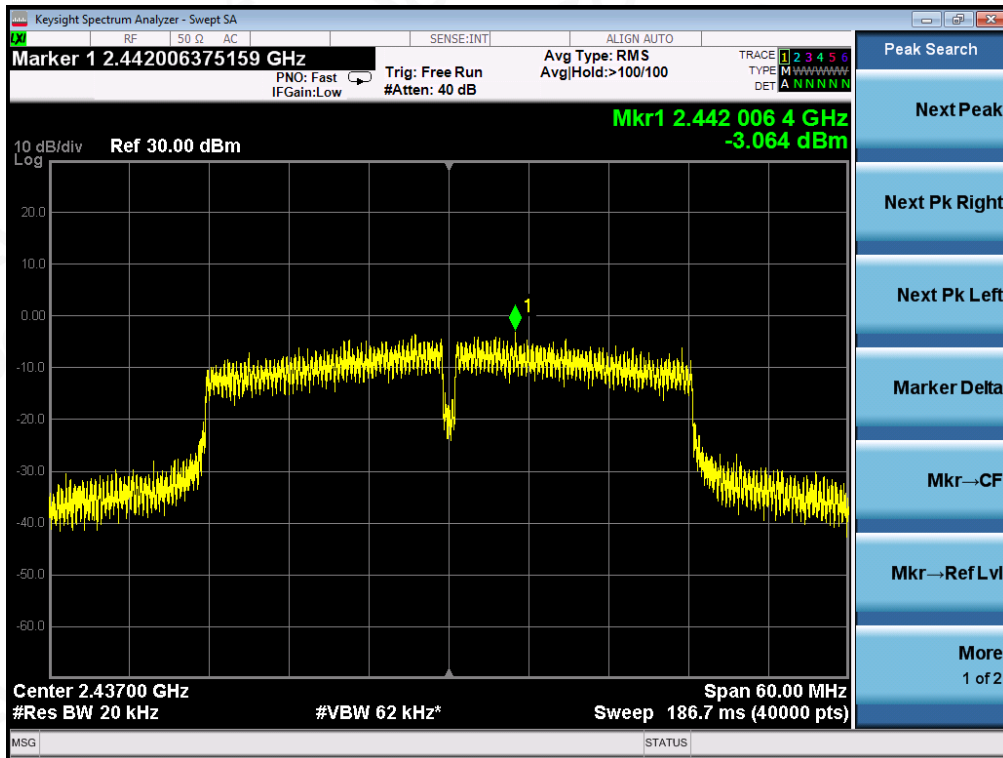 Keysight Spectrum Analyzer - Swept SA
LXI RF 50 Ω AC SENSE:INT ALIGN AUTO
Marker 1 2.442006375159 GHz
PNO: Fast
IFGain:Low
Trig: Free Run
#Atten: 40 dB
Avg Type: RMS
Avg|Hold:>100/100
TRACE 1 2 3 4 5 6
TYPE M WWWWW
DET A N N N N N
Mkr1 2.442 006 4 GHz
-3.064 dBm
10 dB/div Ref 30.00 dBm
Log
20.0
10.0
0.00
-10.0
-20.0
-30.0
-40.0
-50.0
-60.0
1
Center 2.43700 GHz
Span 60.00 MHz
#Res BW 20 kHz
#VBW 62 kHz*
Sweep 186.7 ms (40000 pts)
MSG
STATUS
Peak Search
Next Peak
Next Pk Right
Next Pk Left
Marker Delta
Mkr→CF
Mkr→Ref Lvl
More
1 of 2